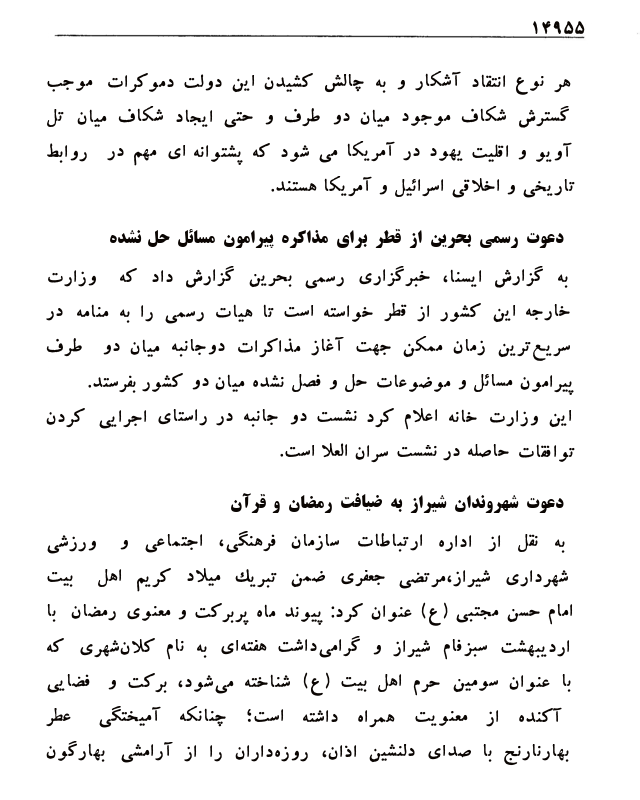 ۱۴۹۵۵
هر نوع انتقاد آشکار و به چالش کشیدن این دولت دموکرات موجب
گسترش شکاف موجود میان دو طرف و حتی ایجاد شکاف میان تل
آویو و اقلیت یهود در آمریکا می شود که پشتوانه ای مهم در روابط
تاریخی و اخلاقی اسرائیل و آمریکا هستند.
دعوت رسمی بحرین از قطر برای مذاکره پیرامون مسائل حل نشده
به گزارش ایسنا، خبرگزاری رسمی بحرین گزارش داد که وزارت
خارجه این کشور از قطر خواسته است تا هیات رسمی را به منامه در
سریع‌ترین زمان ممکن جهت آغاز مذاکرات دوجانبه میان دو طرف
پیرامون مسائل و موضوعات حل و فصل نشده میان دو کشور بفرستد.
این وزارت خانه اعلام کرد نشست دو جانبه در راستای اجرایی کردن
توافقات حاصله در نشست سران العلا است.
دعوت شهروندان شیراز به ضیافت رمضان و قرآن
به نقل از اداره ارتباطات سازمان فرهنگی، اجتماعی و ورزشی
شهرداری شیراز،مرتضی جعفری ضمن تبریك میلاد کریم اهل بیت
امام حسن مجتبی (ع) عنوان کرد: پیوند ماه پربرکت و معنوی رمضان با
اردیبهشت سبزفام شیراز و گرامی‌داشت هفته‌ای به نام کلان‌شهری که
با عنوان سومین حرم اهل بیت (ع) شناخته می‌شود، برکت و فضایی
آکنده از معنویت همراه داشته است؛ چنانکه آمیختگی عطر
بهارنارنج با صدای دلنشین اذان، روزه‌داران را از آرامشی بهارگون